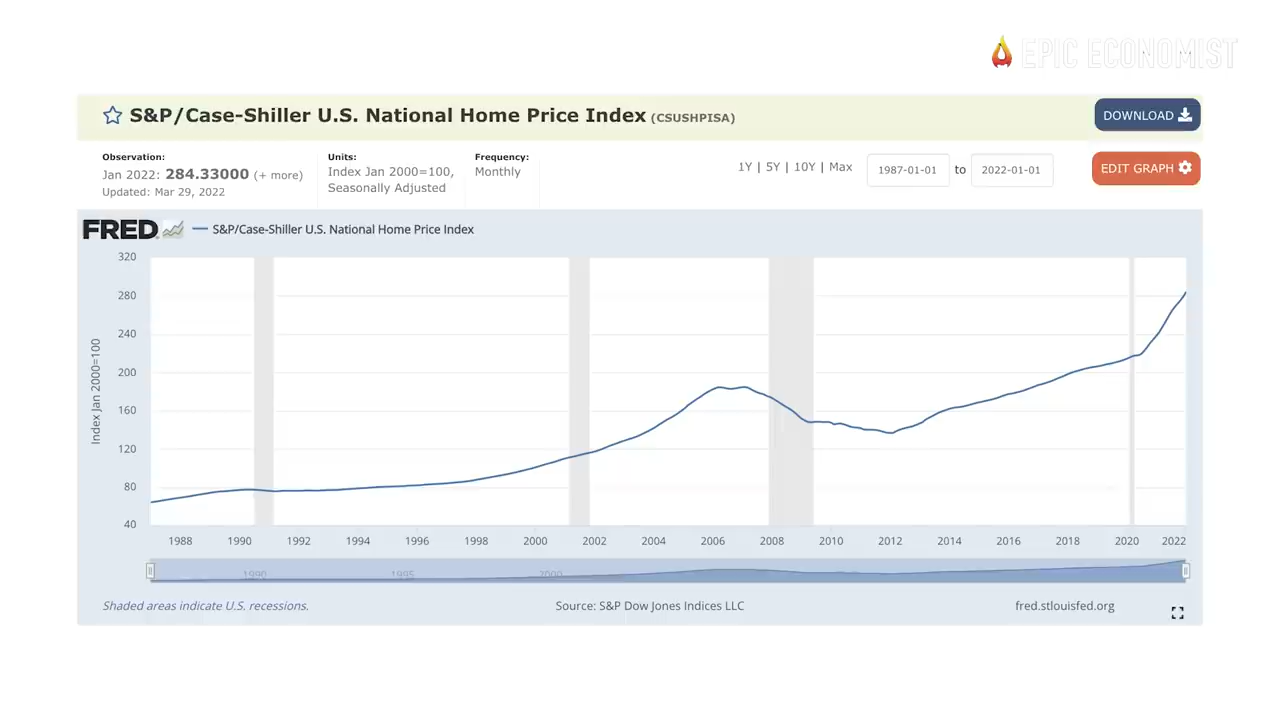 EPIC ECONOMIST
S&P/Case-Shiller U.S. National Home Price Index (CSUSHPISA)
DOWNLOAD
Observation:
Jan 2022: 284.33000 (+ more)
Updated: Mar 29, 2022
Units:
Index Jan 2000=100,
Seasonally Adjusted
Frequency:
Monthly
1Y | 5Y | 10Y | Max
1987-01-01 to 2022-01-01
EDIT GRAPH
FRED
S&P/Case-Shiller U.S. National Home Price Index
320
280
240
200
160
120
80
40
Index Jan 2000=100
1988 1990 1992 1994 1996 1998 2000 2002 2004 2006 2008 2010 2012 2014 2016 2018 2020 2022
1990 1995 2000
Shaded areas indicate U.S. recessions.
Source: S&P Dow Jones Indices LLC
fred.stlouisfed.org